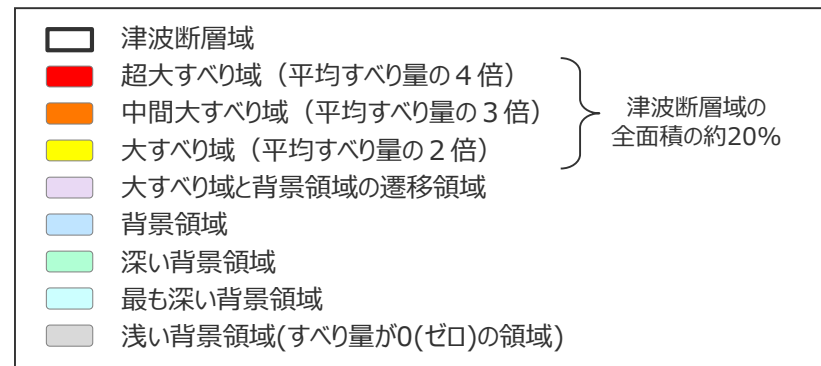 津波断層域
超大すべり域（平均すべり量の４倍）
中間大すべり域（平均すべり量の３倍）
大すべり域（平均すべり量の２倍）
津波断層域の
全面積の約20%
大すべり域と背景領域の遷移領域
背景領域
深い背景領域
最も深い背景領域
浅い背景領域(すべり量が0(ゼロ)の領域)